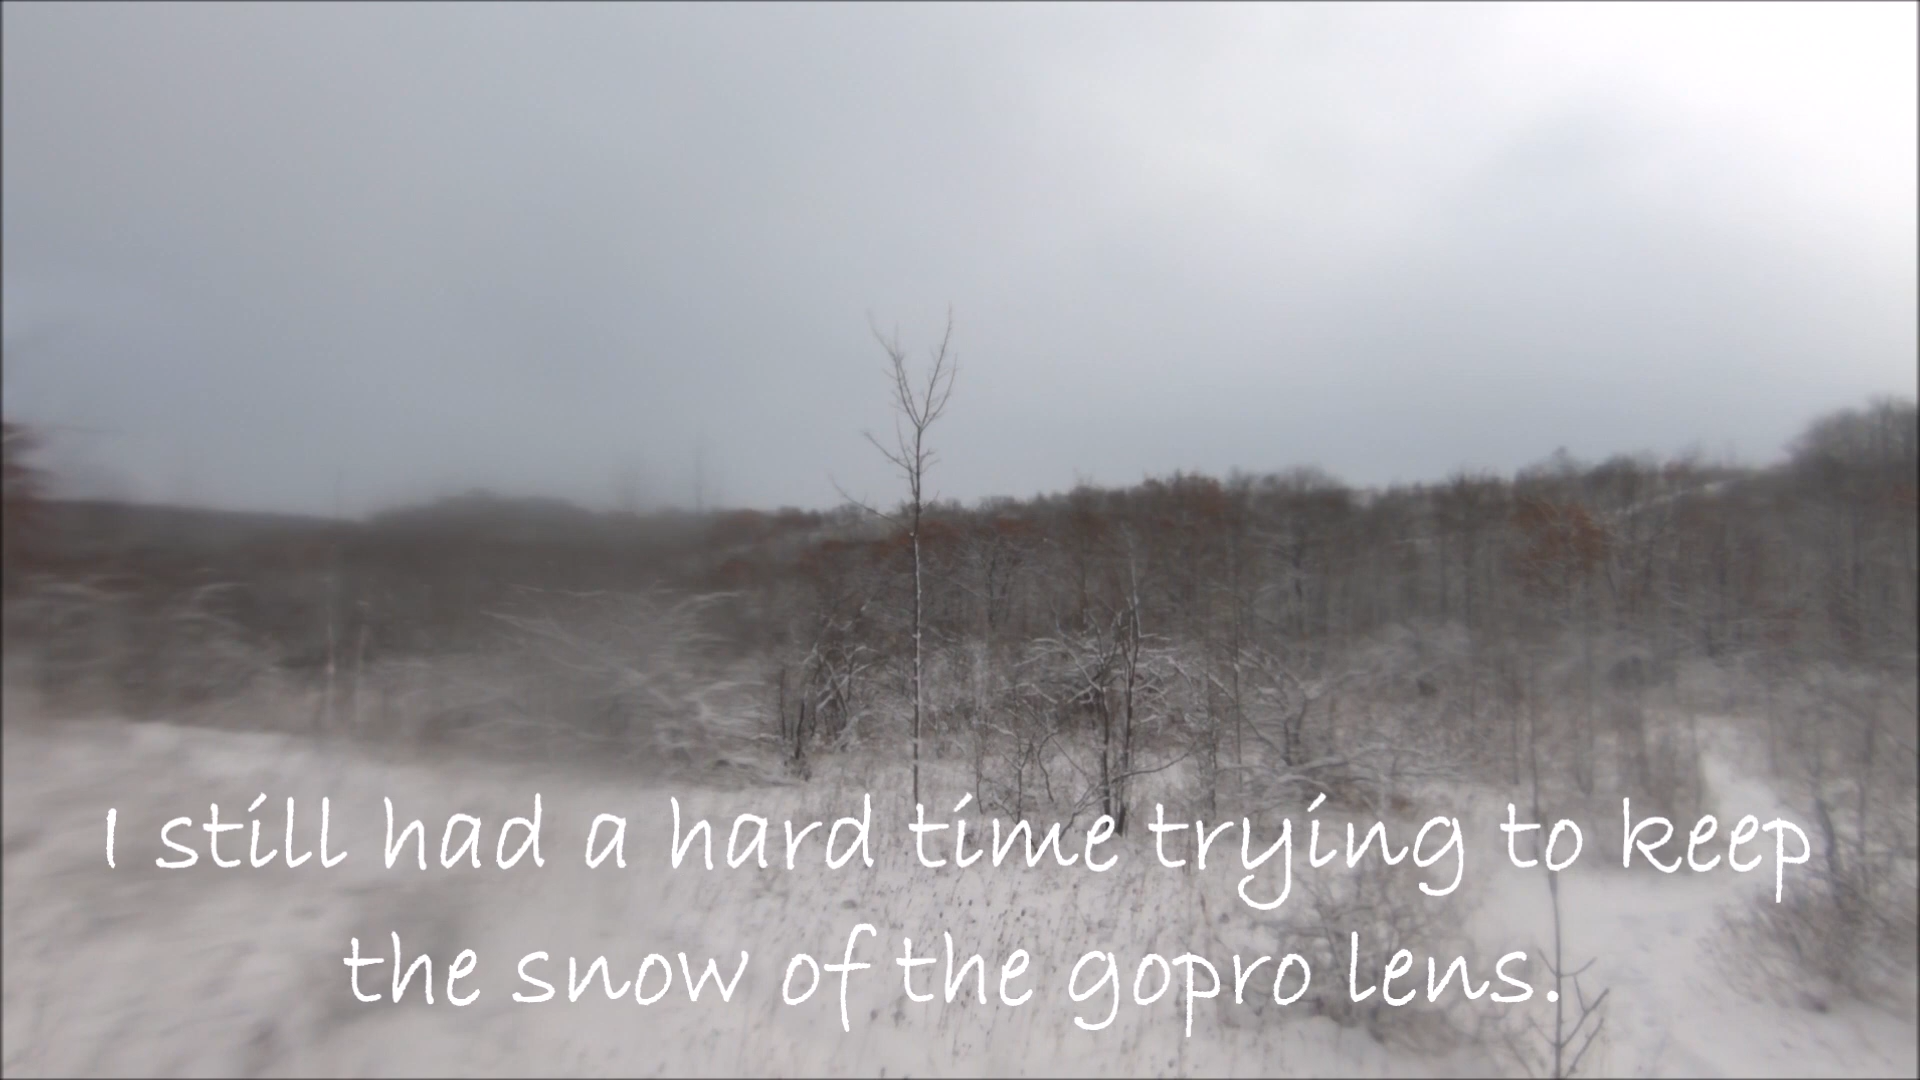 I still had a hard time trying to keep
the snow of the gopro lens.